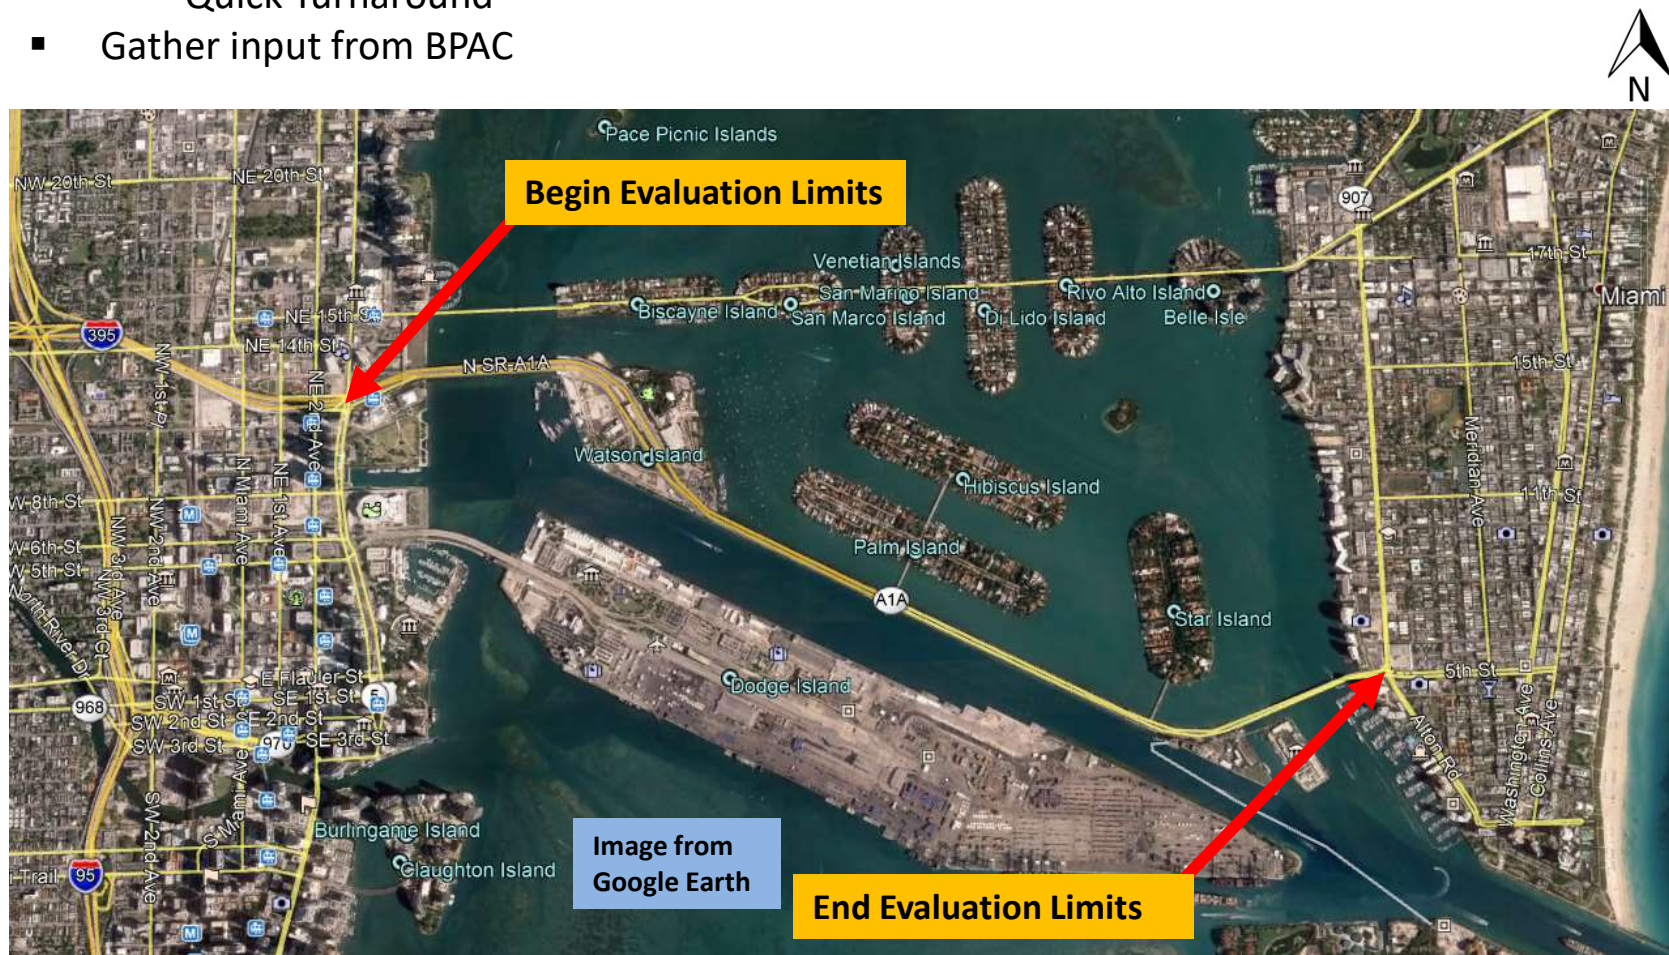 Quick Turnaround
▪ Gather input from BPAC
N
Pace Picnic Islands
Begin Evaluation Limits
907
NW 20th St
NE 20th St
17th St
Venetian Islands
San Marino Island
Rivo Alto Island
Miami
Biscayne Island
San Marco Island
Di Lido Island
Belle Isle
NE 15th St
395
NE 14th St
N SR-A1A
15th St
NW 1st Pl
NE 2nd Ave
Meridian Ave
Watson Island
Hibiscus Island
11th St
W 8th St
N Miami Ave
NE 1st Ave
NW 2nd Ave
NW 3rd Ave
W 6th St
W 5th St
NW 3rd Ct
Palm Island
A1A
North River Dr
Star Island
E Flagler St
5th St
Dodge Island
SW 1st St
SE 1st St
968
SW 2nd St
SE 2nd St
SW 3rd St
970
SE 3rd St
Alton Rd
Washington Ave
Collins Ave
S Miami Ave
SW 2nd Ave
Burlingame Island
Claughton Island
Trail
95
Image from
Google Earth
End Evaluation Limits